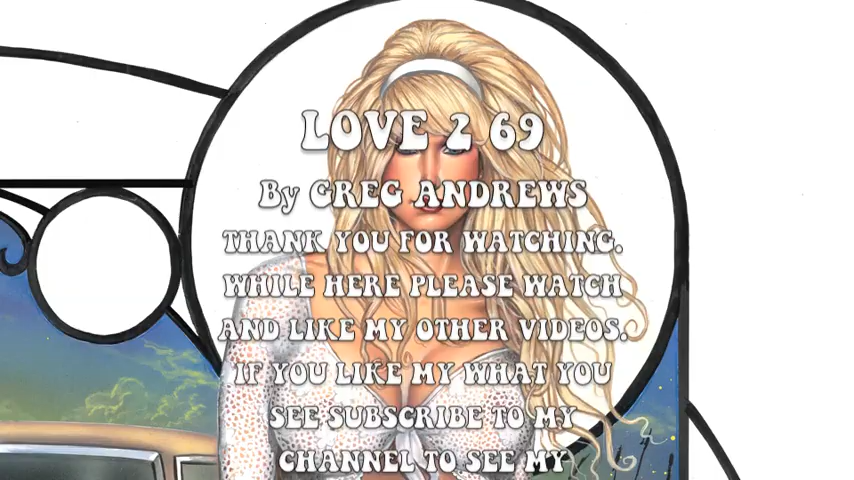 LOVE 2 69
By GREG ANDREWS
THANK YOU FOR WATCHING.
WHILE HERE PLEASE WATCH
AND LIKE MY OTHER VIDEOS.
IF YOU LIKE MY WHAT YOU
SEE SUBSCRIBE TO MY
CHANNEL TO SEE MY